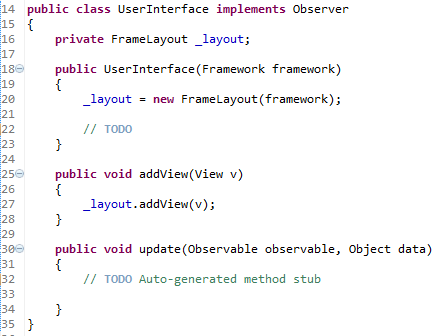 14 public class UserInterface implements Observer
15 {
16     private FrameLayout _layout;
17
18     public UserInterface(Framework framework)
19     {
20         _layout = new FrameLayout(framework);
21
22         // TODO
23     }
24
25     public void addView(View v)
26     {
27         _layout.addView(v);
28     }
29
30     public void update(Observable observable, Object data)
31     {
32         // TODO Auto-generated method stub
33
34     }
35 }